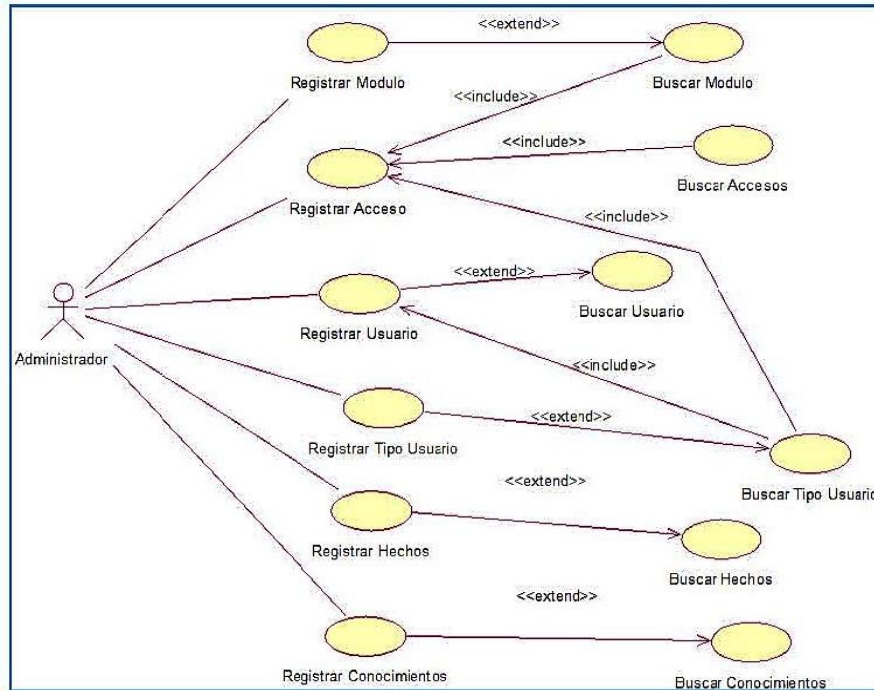 <<extend>>
Registrar Modulo
Buscar Modulo
<<include>>
<<include>>
Buscar Accesos
Registrar Acceso
<<include>>
<<extend>>
Buscar Usuario
Registrar Usuario
Administrador
<<include>>
<<extend>>
Registrar Tipo Usuario
Buscar Tipo Usuario
<<extend>>
Registrar Hechos
Buscar Hechos
<<extend>>
Registrar Conocimientos
Buscar Conocimientos